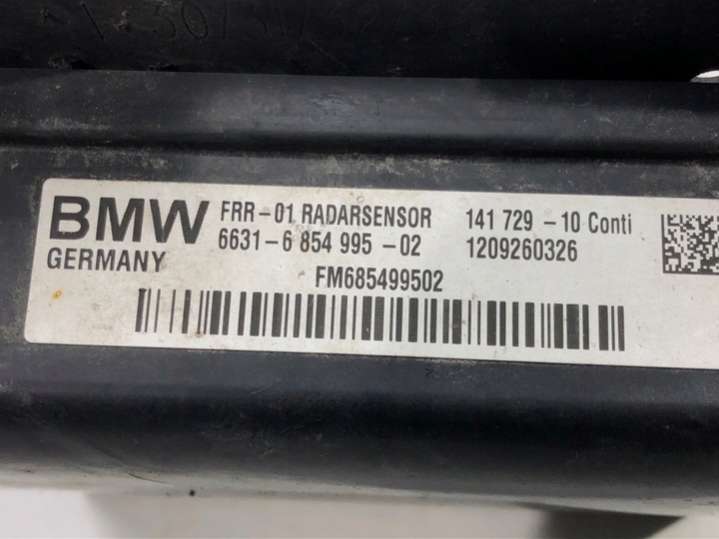 BMW FRR-01 RADARSENSOR 141 729 -10 Conti
GERMANY 6631-6 854 995 -02 1209260326
FM685499502